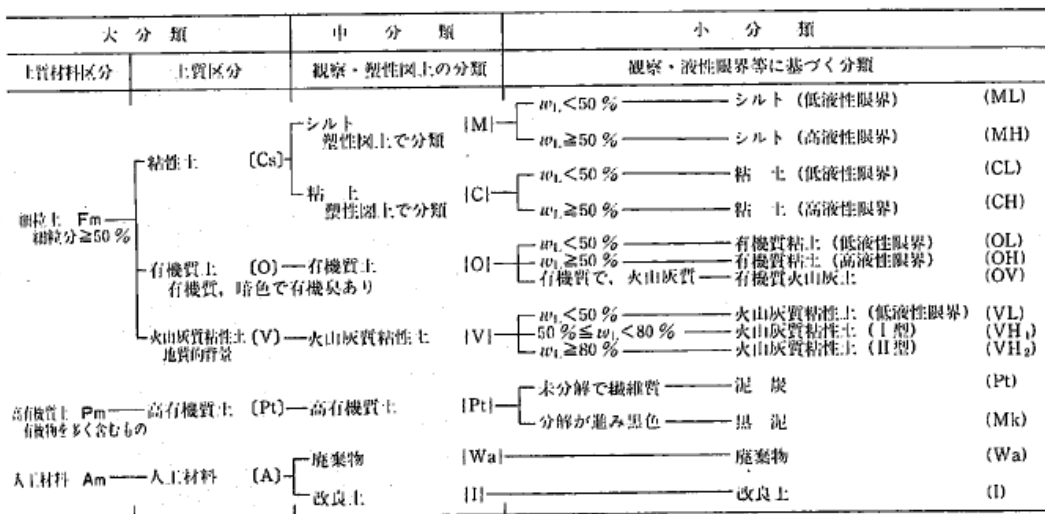 大分類 中分類 小分類
土質材料区分 土質区分 観察・塑性図上の分類 観察・液性限界等に基づく分類
シルト {M} wL<50% シルト(低液性限界) (ML)
塑性図上で分類
wL≧50% シルト(高液性限界) (MH)
粘性土 〔Cs〕
粘土 {C} wL<50% 粘土(低液性限界) (CL)
塑性図上で分類
wL≧50% 粘土(高液性限界) (CH)
細粒土 Fm
細粒分≧50%
有機質土 〔O〕 有機質土 {O} wL<50% 有機質粘土(低液性限界) (OL)
有機質,暗色で有機臭あり
wL≧50% 有機質粘土(高液性限界) (OH)
有機質で,火山灰質 有機質火山灰土 (OV)
火山灰質粘性土 〔V〕 火山灰質粘性土 {V} wL<50% 火山灰質粘性土(低液性限界) (VL)
地質的背景
50%≦wL<80% 火山灰質粘性土(I型) (VH₁)
wL≧80% 火山灰質粘性土(II型) (VH₂)
高有機質土 Pm 高有機質土 〔Pt〕 高有機質土 {Pt} 未分解で繊維質 泥炭 (Pt)
有機物を多く含むもの
分解が進み黒色 黒泥 (Mk)
人工材料 Am 人工材料 〔A〕 廃棄物 {Wa} 廃棄物 (Wa)
改良土 {I} 改良土 (I)